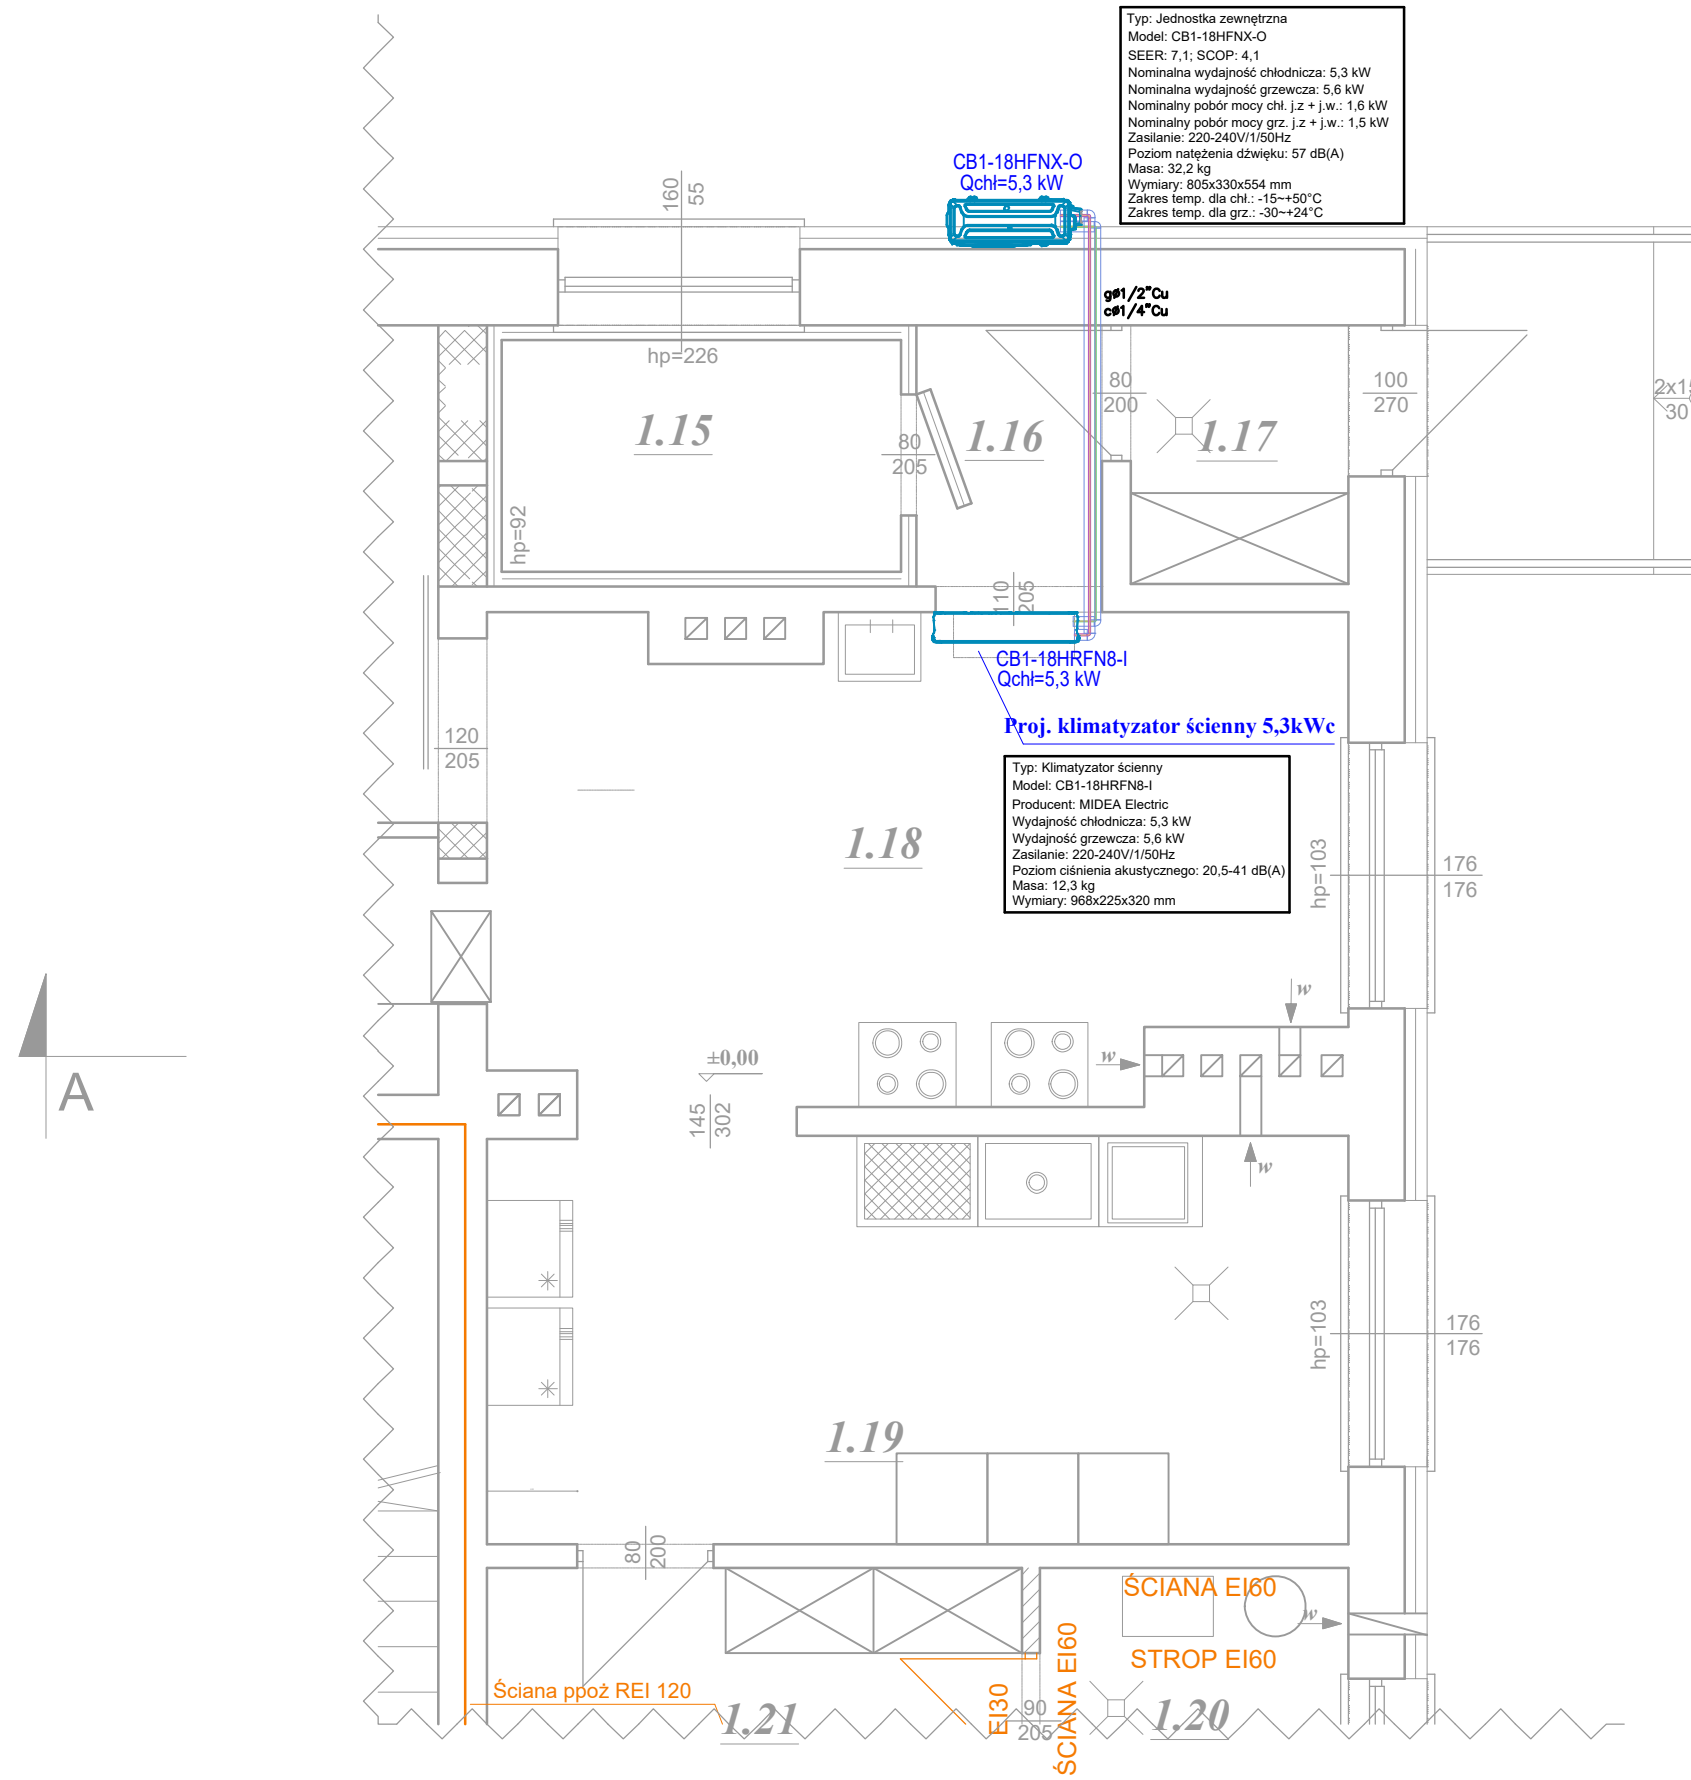 Typ: Jednostka zewnętrzna
Model: CB1-18HFNX-O
SEER: 7,1; SCOP: 4,1
Nominalna wydajność chłodnicza: 5,3 kW
Nominalna wydajność grzewcza: 5,6 kW
Nominalny pobór mocy chł. j.z + j.w.: 1,6 kW
Nominalny pobór mocy grz. j.z + j.w.: 1,5 kW
Zasilanie: 220-240V/1/50Hz
Poziom natężenia dźwięku: 57 dB(A)
Masa: 32,2 kg
Wymiary: 805x330x554 mm
Zakres temp. dla chł.: -15~+50°C
Zakres temp. dla grz.: -30~+24°C
CB1-18HFNX-O
Qchł=5,3 kW
160
55
gø1/2"Cu
cø1/4"Cu
hp=226
80
200
100
270
2x15
30
1.15
1.16
1.17
80
205
hp=92
110
205
CB1-18HRFN8-I
Qchł=5,3 kW
Proj. klimatyzator ścienny 5,3kWc
120
205
Typ: Klimatyzator ścienny
Model: CB1-18HRFN8-I
Producent: MIDEA Electric
Wydajność chłodnicza: 5,3 kW
Wydajność grzewcza: 5,6 kW
Zasilanie: 220-240V/1/50Hz
Poziom ciśnienia akustycznego: 20,5-41 dB(A)
Masa: 12,3 kg
Wymiary: 968x225x320 mm
1.18
hp=103
176
176
w
±0,00
w
A
145
302
w
hp=103
176
176
1.19
80
200
ŚCIANA EI60
w
STROP EI60
Ściana ppoż REI 120
EI30
ŚCIANA EI60
90
205
1.21
1.20